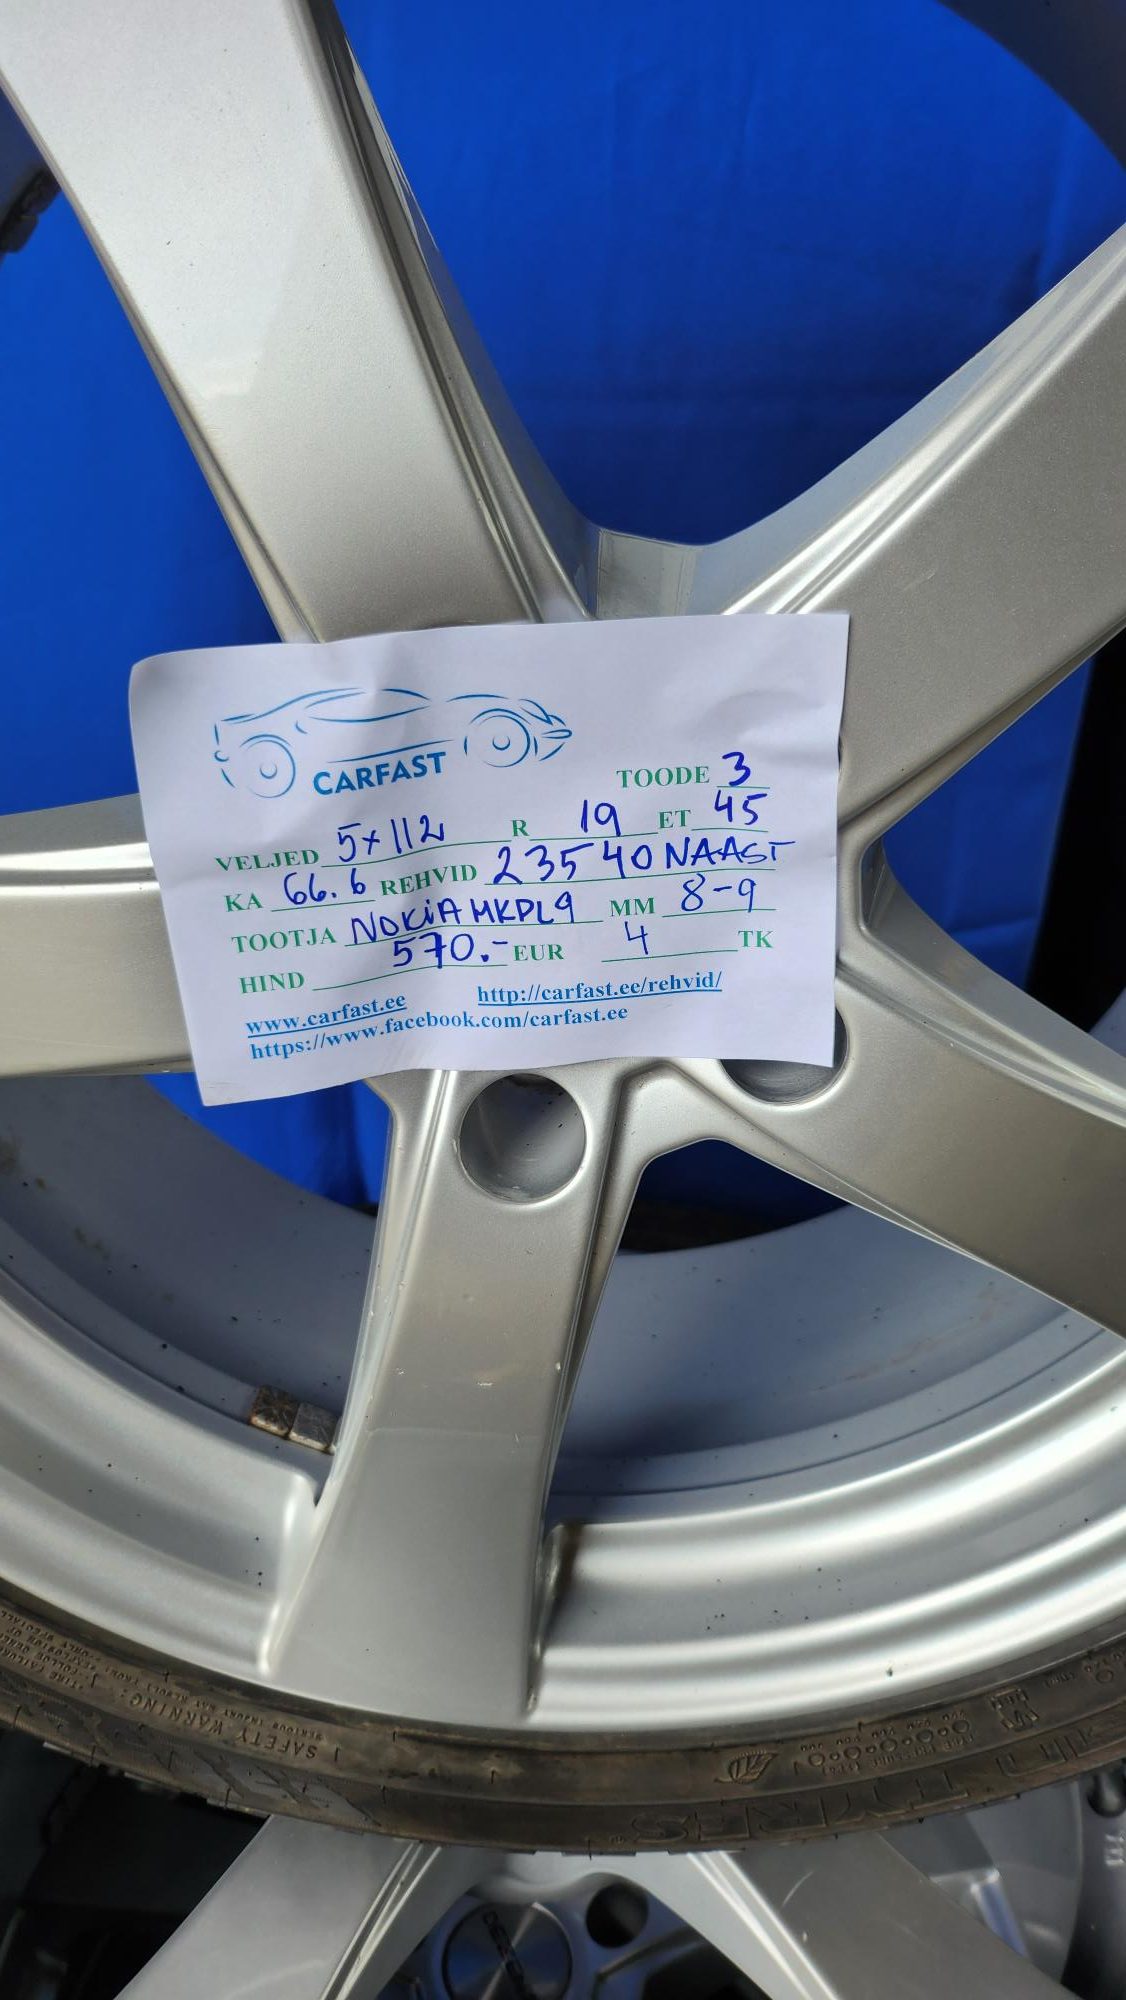 CARFAST
TOODE 3
VELJED 5x112 R 19 ET 45
KA 66.6 REHVID 235 40 NAAST
TOOTJA NOKIA HKPL9 MM 8-9
HIND 570.- EUR 4 TK
www.carfast.ee http://carfast.ee/rehvid/
https://www.facebook.com/carfast.ee
SAFETY WARNING:
TYRES